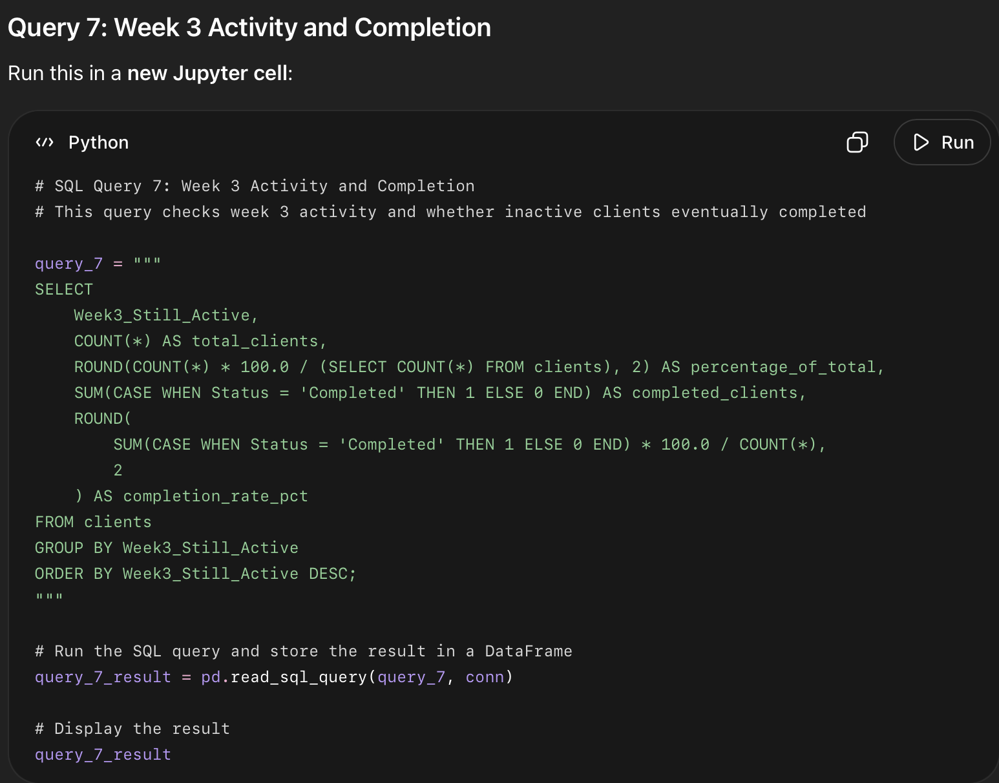 Query 7: Week 3 Activity and Completion
Run this in a new Jupyter cell:
Python
Run
# SQL Query 7: Week 3 Activity and Completion
# This query checks week 3 activity and whether inactive clients eventually completed

query_7 = """
SELECT
    Week3_Still_Active,
    COUNT(*) AS total_clients,
    ROUND(COUNT(*) * 100.0 / (SELECT COUNT(*) FROM clients), 2) AS percentage_of_total,
    SUM(CASE WHEN Status = 'Completed' THEN 1 ELSE 0 END) AS completed_clients,
    ROUND(
        SUM(CASE WHEN Status = 'Completed' THEN 1 ELSE 0 END) * 100.0 / COUNT(*),
        2
    ) AS completion_rate_pct
FROM clients
GROUP BY Week3_Still_Active
ORDER BY Week3_Still_Active DESC;
"""

# Run the SQL query and store the result in a DataFrame
query_7_result = pd.read_sql_query(query_7, conn)

# Display the result
query_7_result